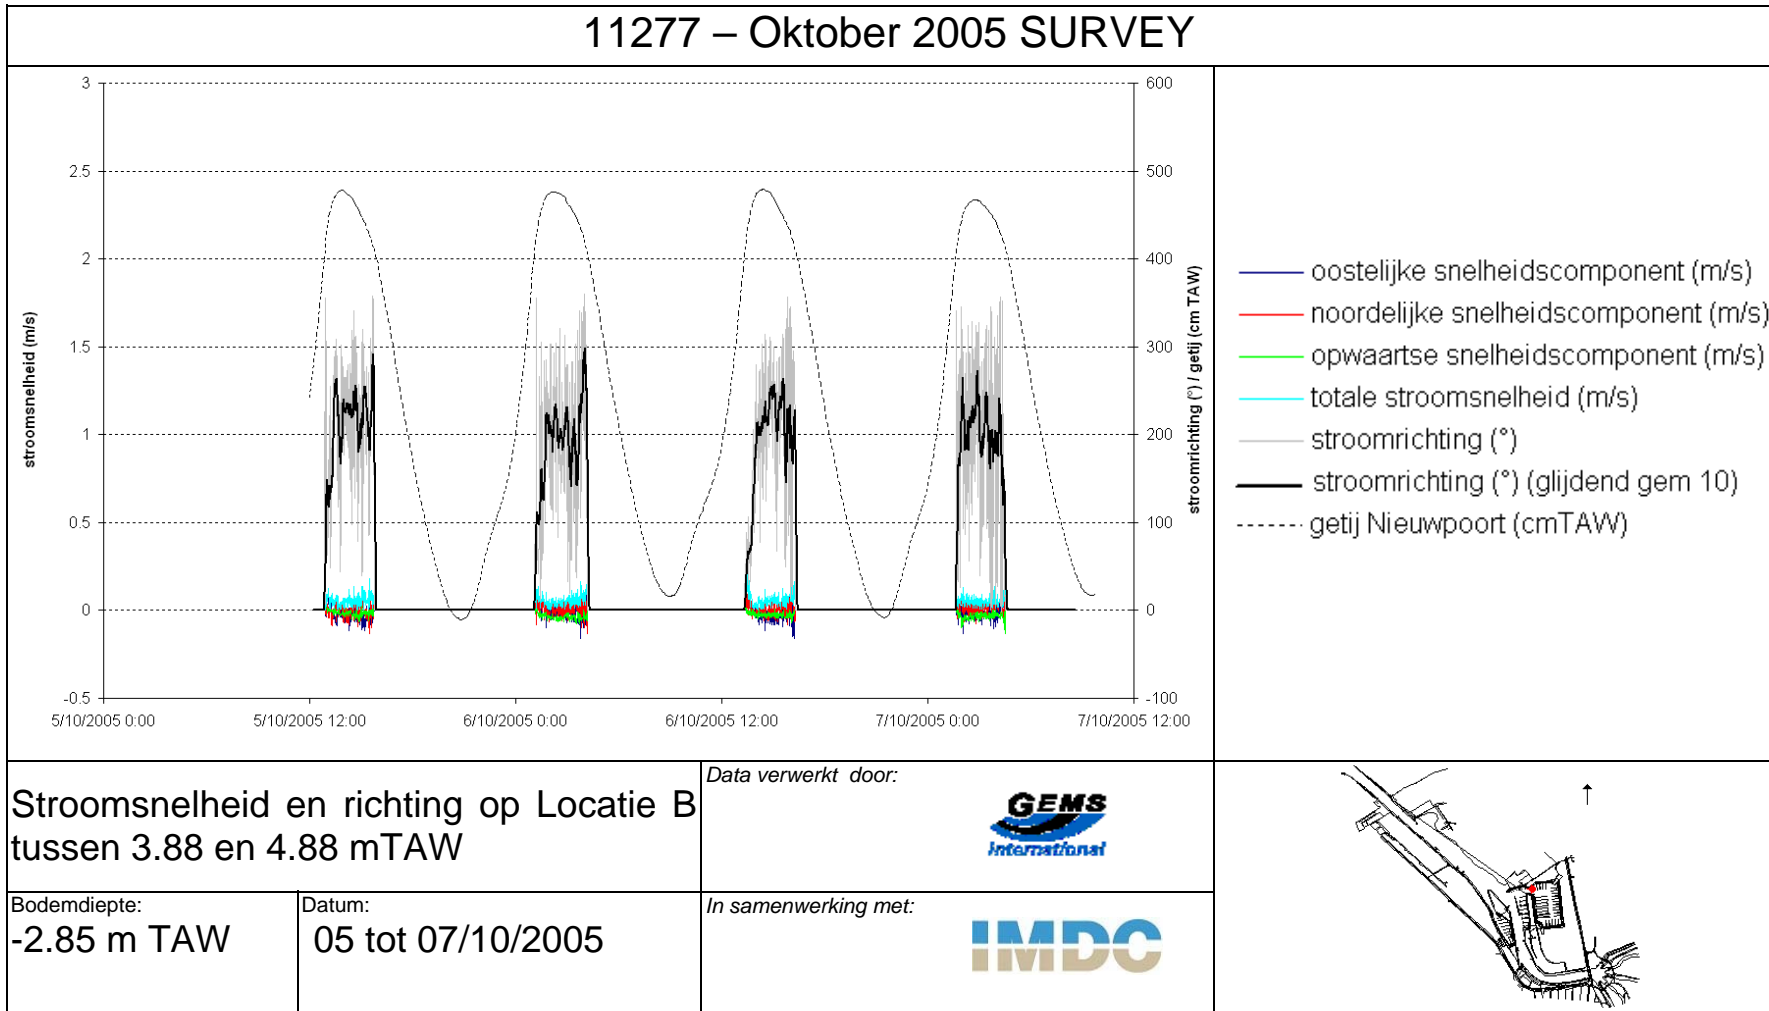 11277 – Oktober 2005 SURVEY
3
2.5
2
1.5
1
0.5
0
-0.5
stroomsnelheid (m/s)
600
500
400
300
200
100
0
-100
stroomrichting (°) / getij (cm TAW)
5/10/2005 0:00
5/10/2005 12:00
6/10/2005 0:00
6/10/2005 12:00
7/10/2005 0:00
7/10/2005 12:00
oostelijke snelheidscomponent (m/s)
noordelijke snelheidscomponent (m/s)
opwaartse snelheidscomponent (m/s)
totale stroomsnelheid (m/s)
stroomrichting (°)
stroomrichting (°) (glijdend gem 10)
getij Nieuwpoort (cmTAW)
Stroomsnelheid en richting op Locatie B
tussen 3.88 en 4.88 mTAW
Data verwerkt door:
GEMS
international
Bodemdiepte:
-2.85 m TAW
Datum:
05 tot 07/10/2005
In samenwerking met:
IMDC